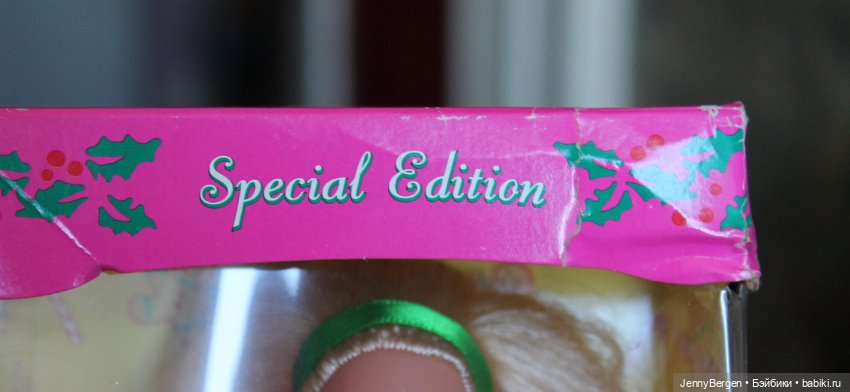 Special Edition
JennyBergen • Бэйбики • babiki.ru